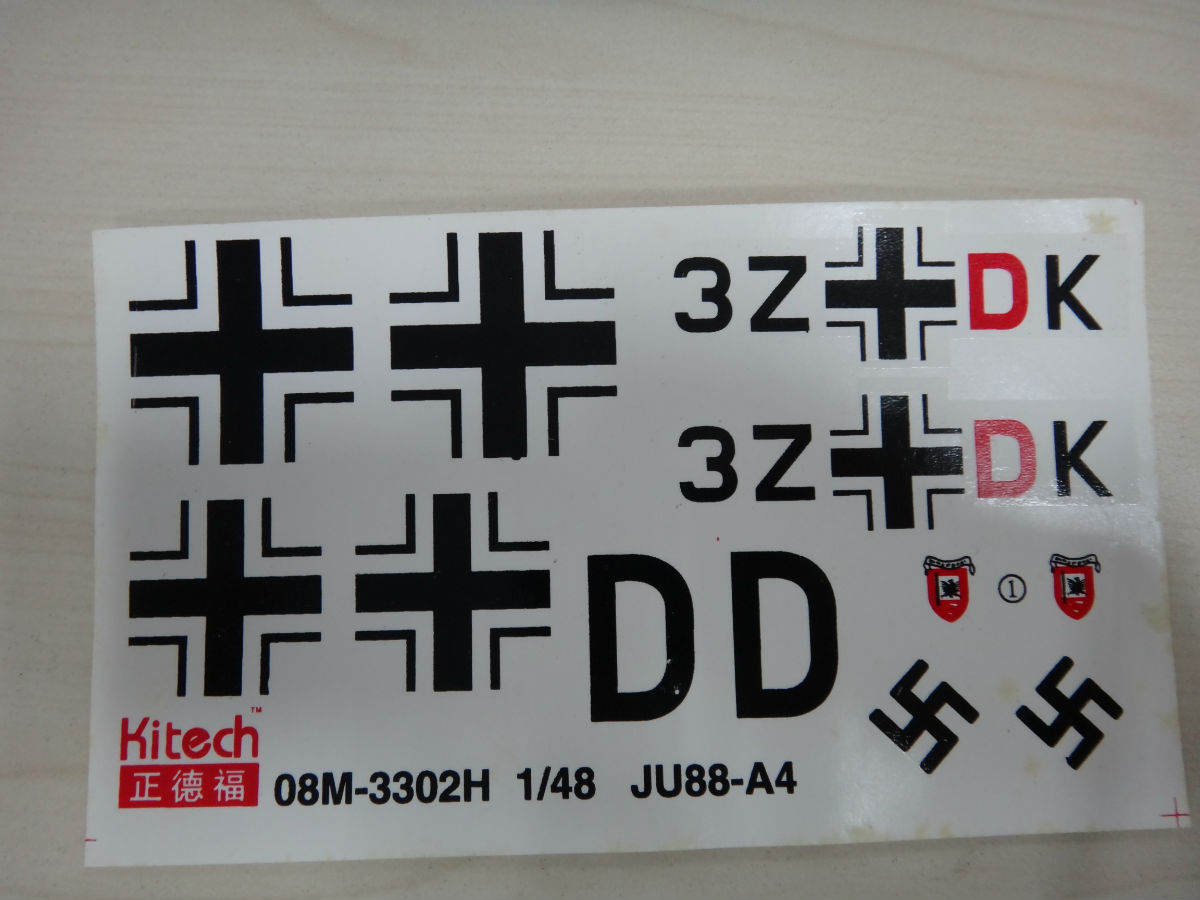 3Z DK
3Z DK
DD
①
Kitech™
正德福
08M-3302H 1/48 JU88-A4